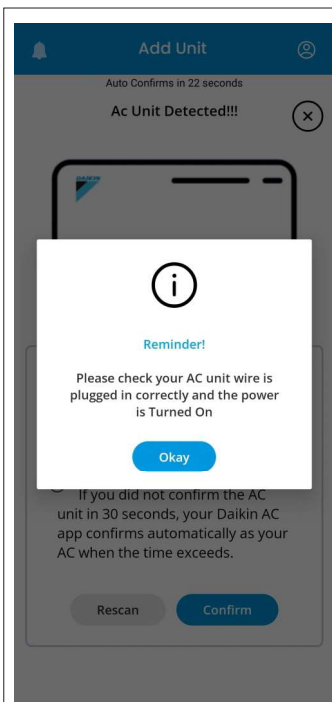 Add Unit
Auto Confirms in 22 seconds
Ac Unit Detected!!!
DAIKIN
Reminder!
Please check your AC unit wire is
plugged in correctly and the power
is Turned On
Okay
If you did not confirm the AC
unit in 30 seconds, your Daikin AC
app confirms automatically as your
AC when the time exceeds.
Rescan
Confirm